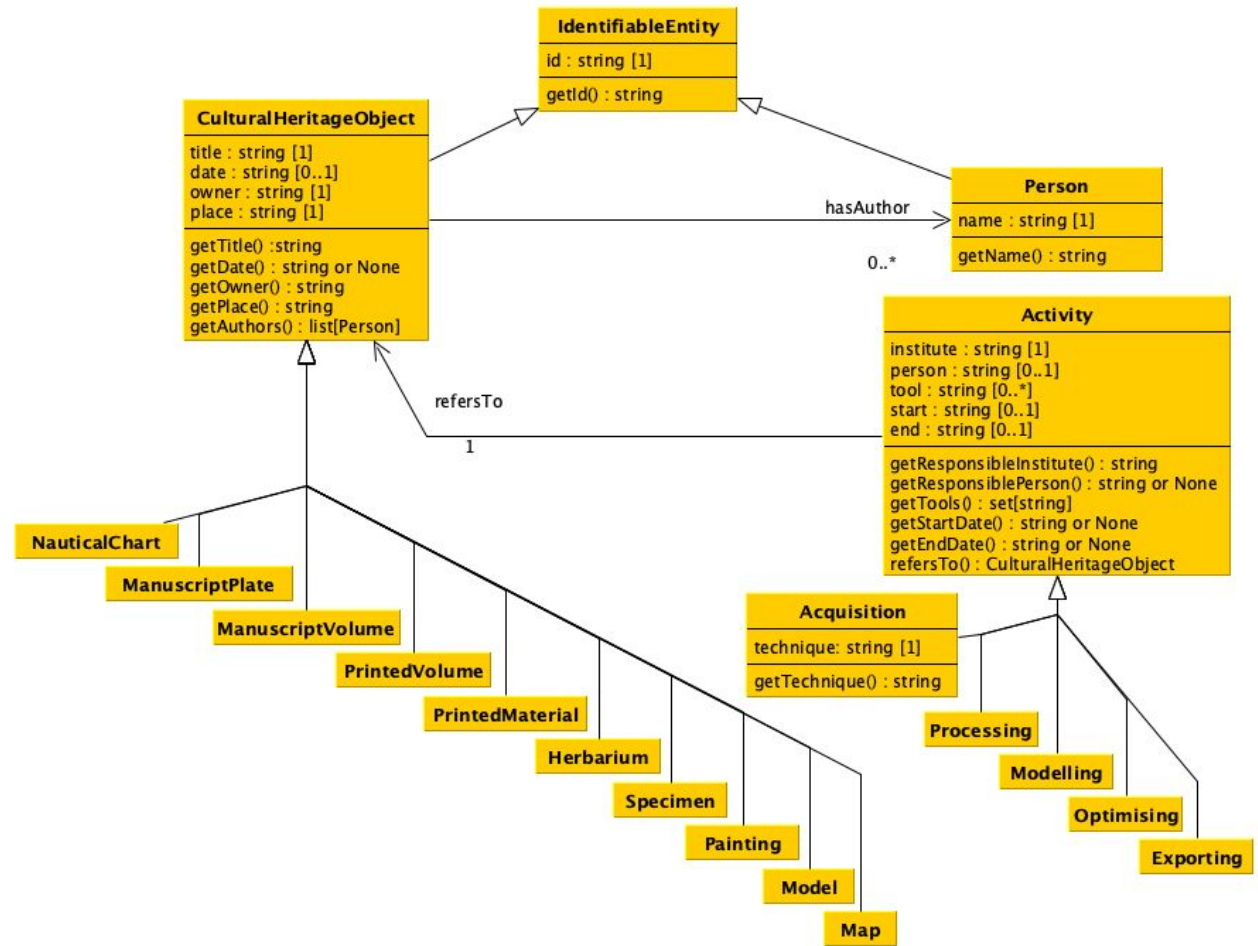 IdentifiableEntity
id : string [1]
getId() : string
CulturalHeritageObject
title : string [1]
date : string [0..1]
owner : string [1]
place : string [1]
getTitle() :string
getDate() : string or None
getOwner() : string
getPlace() : string
getAuthors() : list[Person]
Person
name : string [1]
getName() : string
hasAuthor
0..*
Activity
institute : string [1]
person : string [0..1]
tool : string [0..*]
start : string [0..1]
end : string [0..1]
getResponsibleInstitute() : string
getResponsiblePerson() : string or None
getTools() : set[string]
getStartDate() : string or None
getEndDate() : string or None
refersTo() : CulturalHeritageObject
refersTo
1
NauticalChart
ManuscriptPlate
ManuscriptVolume
PrintedVolume
PrintedMaterial
Herbarium
Specimen
Painting
Model
Map
Acquisition
technique: string [1]
getTechnique() : string
Processing
Modelling
Optimising
Exporting